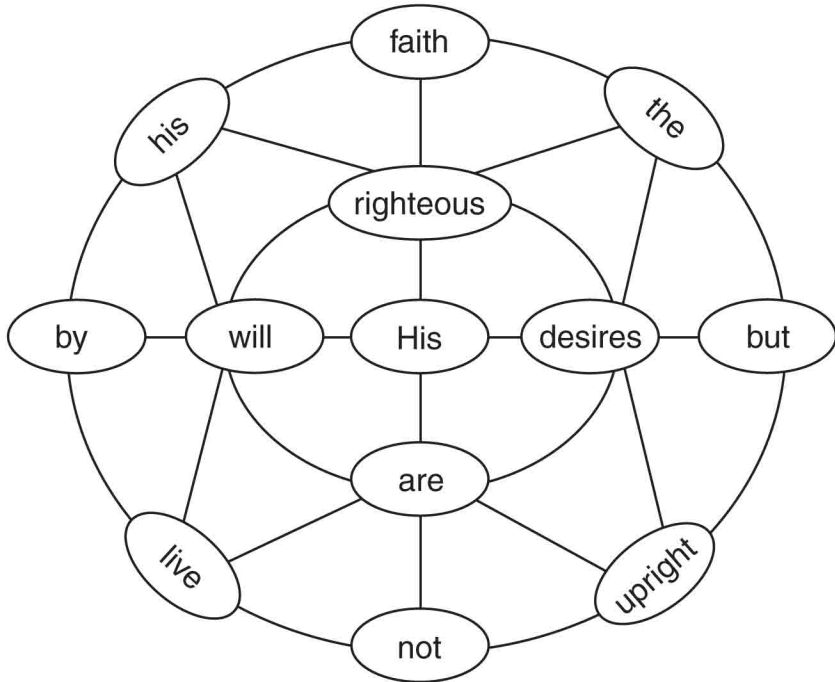 faith
his
the
righteous
by
will
His
desires
but
are
live
upright
not